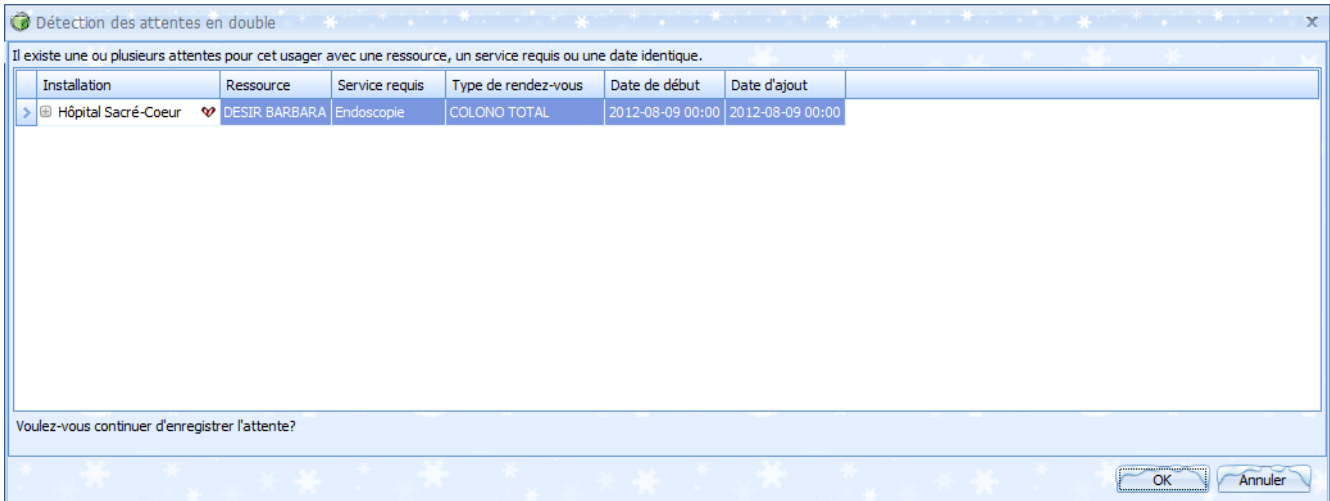 Détection des attentes en double
Il existe une ou plusieurs attentes pour cet usager avec une ressource, un service requis ou une date identique.
Installation Ressource Service requis Type de rendez-vous Date de début Date d'ajout
Hôpital Sacré-Coeur DESIR BARBARA Endoscopie COLONO TOTAL 2012-08-09 00:00 2012-08-09 00:00
Voulez-vous continuer d'enregistrer l'attente?
OK Annuler